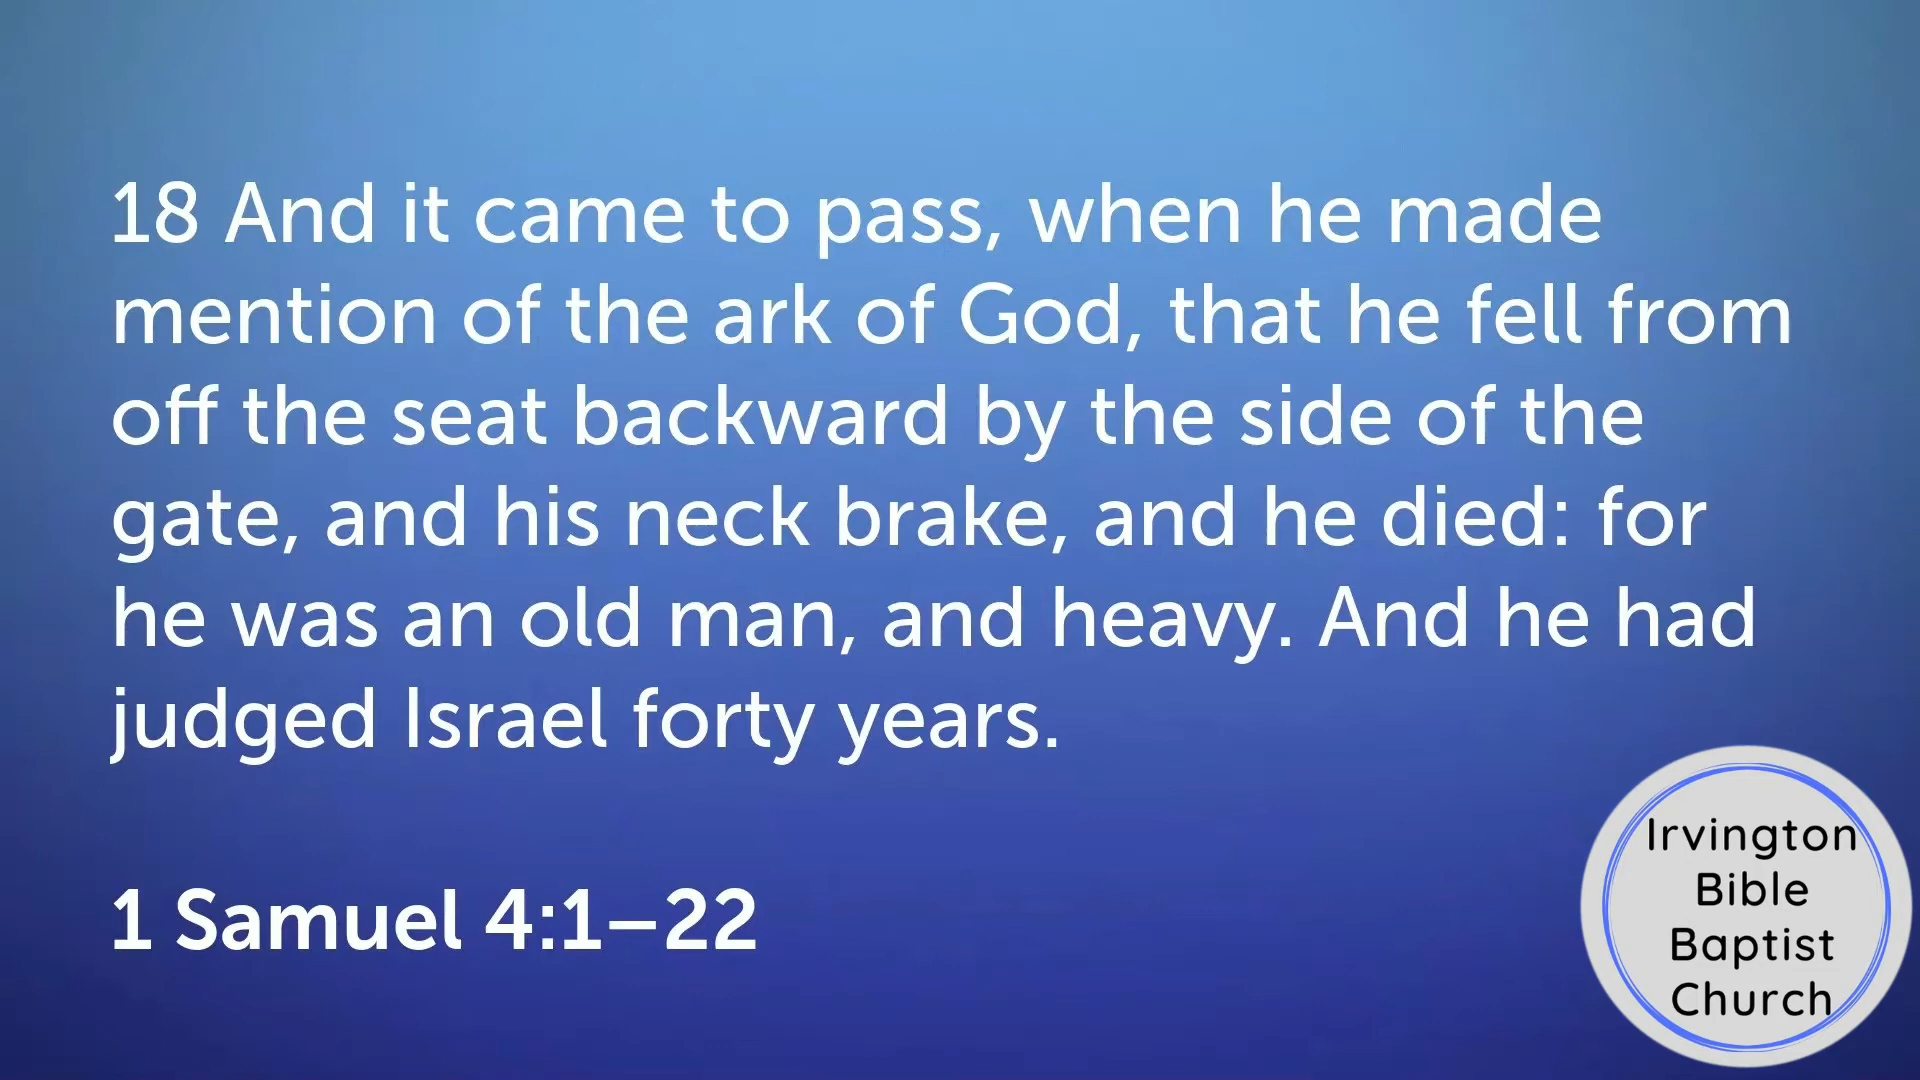 18 And it came to pass, when he made
mention of the ark of God, that he fell from
off the seat backward by the side of the
gate, and his neck brake, and he died: for
he was an old man, and heavy. And he had
judged Israel forty years.
1 Samuel 4:1–22
Irvington
Bible
Baptist
Church